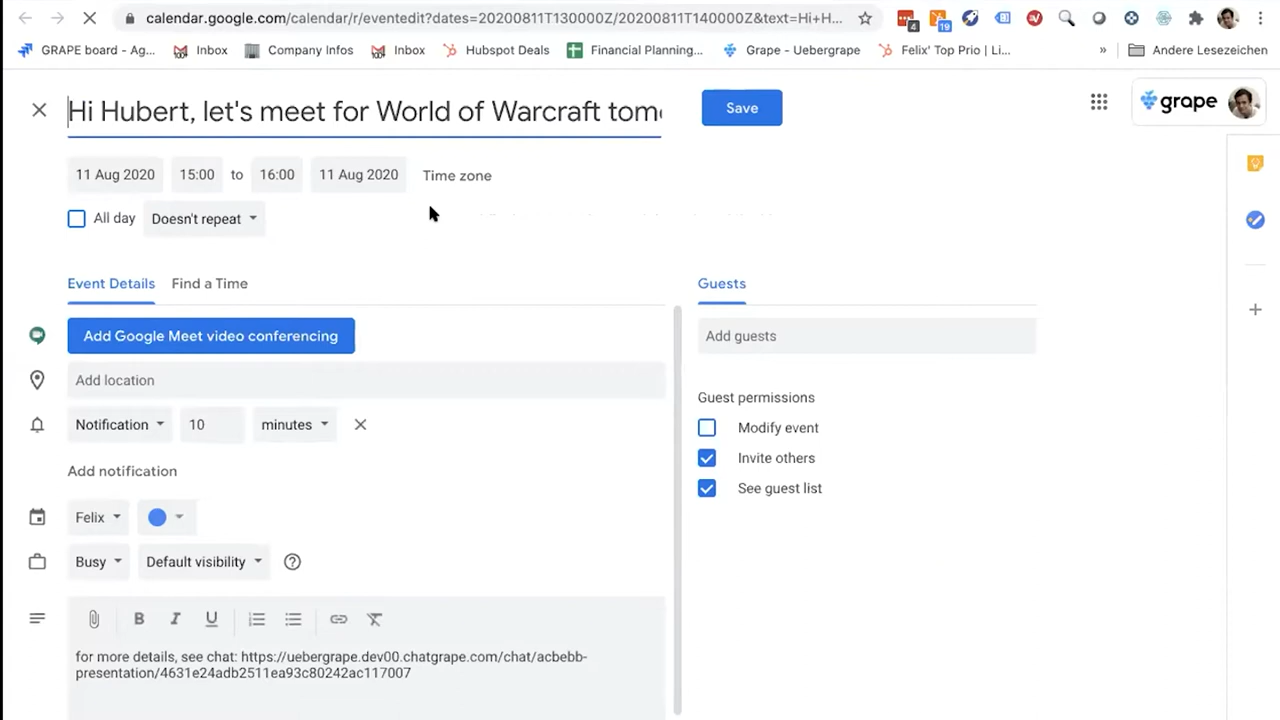 calendar.google.com/calendar/r/eventedit?dates=20200811T130000Z/20200811T140000Z&text=Hi+H...
4
19
GRAPE board - Ag...
Inbox
Company Infos
Inbox
Hubspot Deals
Financial Planning...
Grape - Uebergrape
Felix' Top Prio | Li...
»
Andere Lesezeichen
Hi Hubert, let's meet for World of Warcraft tom
Save
grape
11 Aug 2020 15:00 to 16:00 11 Aug 2020 Time zone
All day Doesn't repeat
Event Details Find a Time
Guests
Add Google Meet video conferencing
Add guests
Add location
Guest permissions
Notification 10 minutes
Modify event
Invite others
Add notification
See guest list
Felix
Busy Default visibility
B I U
for more details, see chat: https://uebergrape.dev00.chatgrape.com/chat/acbebb-
presentation/4631e24adb2511ea93c80242ac117007